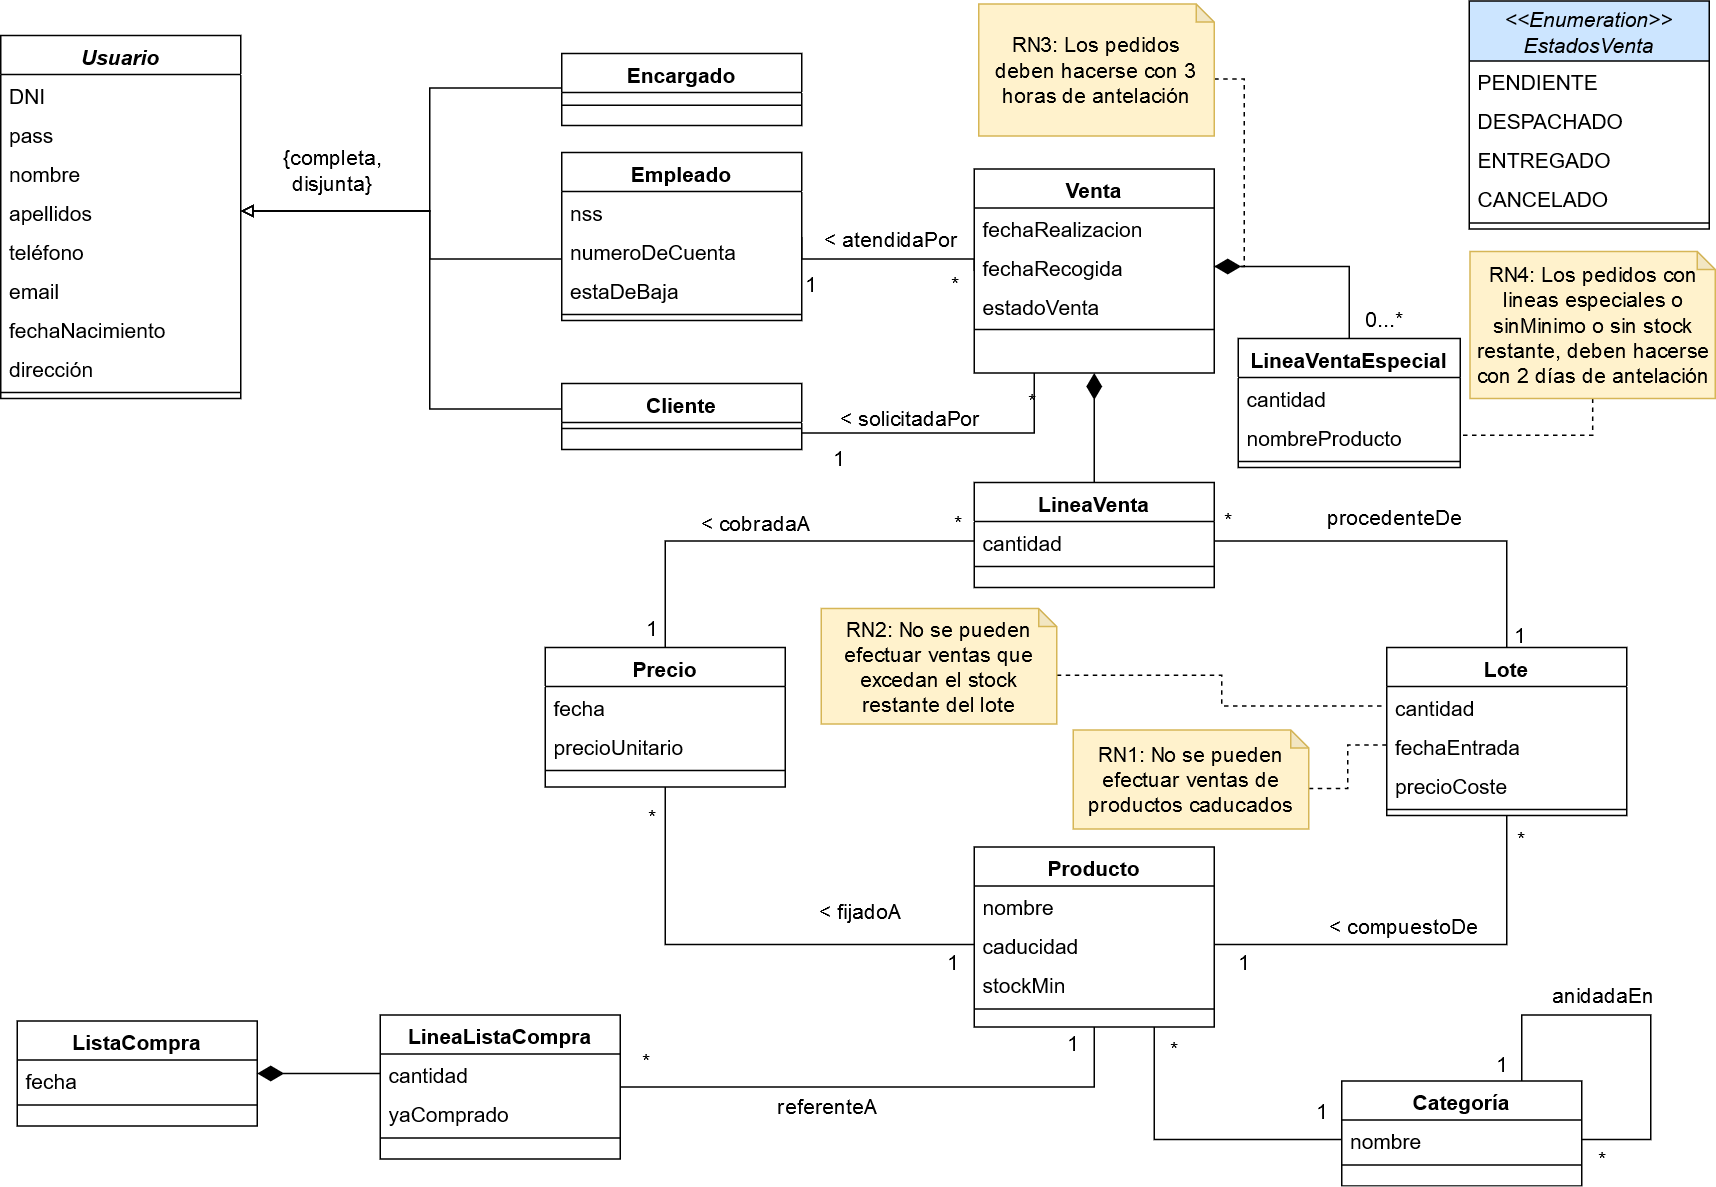 Usuario
DNI
pass
nombre
apellidos
teléfono
email
fechaNacimiento
dirección
{completa,
disjunta}
Encargado
Empleado
nss
numeroDeCuenta
estaDeBaja
Cliente
< atendidaPor
1
*
< solicitadaPor
1
*
RN3: Los pedidos
deben hacerse con 3
horas de antelación
Venta
fechaRealizacion
fechaRecogida
estadoVenta
<<Enumeration>>
EstadosVenta
PENDIENTE
DESPACHADO
ENTREGADO
CANCELADO
RN4: Los pedidos con
lineas especiales o
sinMinimo o sin stock
restante, deben hacerse
con 2 días de antelación
0...*
LineaVentaEspecial
cantidad
nombreProducto
LineaVenta
cantidad
< cobradaA
*
1
*
procedenteDe
1
Precio
fecha
precioUnitario
*
RN2: No se pueden
efectuar ventas que
excedan el stock
restante del lote
RN1: No se pueden
efectuar ventas de
productos caducados
Lote
cantidad
fechaEntrada
precioCoste
*
Producto
nombre
caducidad
stockMin
< fijadoA
1
< compuestoDe
1
ListaCompra
fecha
LineaListaCompra
cantidad
yaComprado
*
referenteA
1
*
1
anidadaEn
1
Categoría
nombre
*